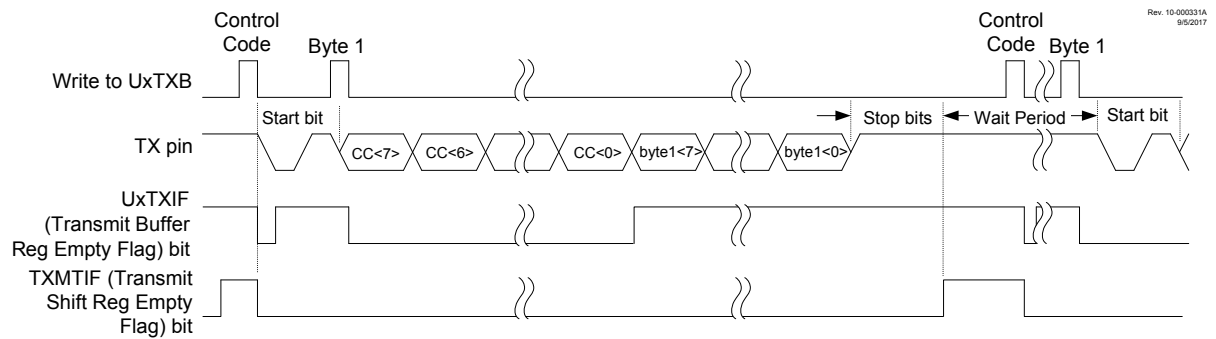 Rev. 10-000331A
9/5/2017
Control
Code
Byte 1
Control
Code
Byte 1
Write to UxTXB
Start bit
Stop bits
Wait Period
Start bit
TX pin
CC<7>
CC<6>
CC<0>
byte1<7>
byte1<0>
UxTXIF
(Transmit Buffer
Reg Empty Flag) bit
TXMTIF (Transmit
Shift Reg Empty
Flag) bit